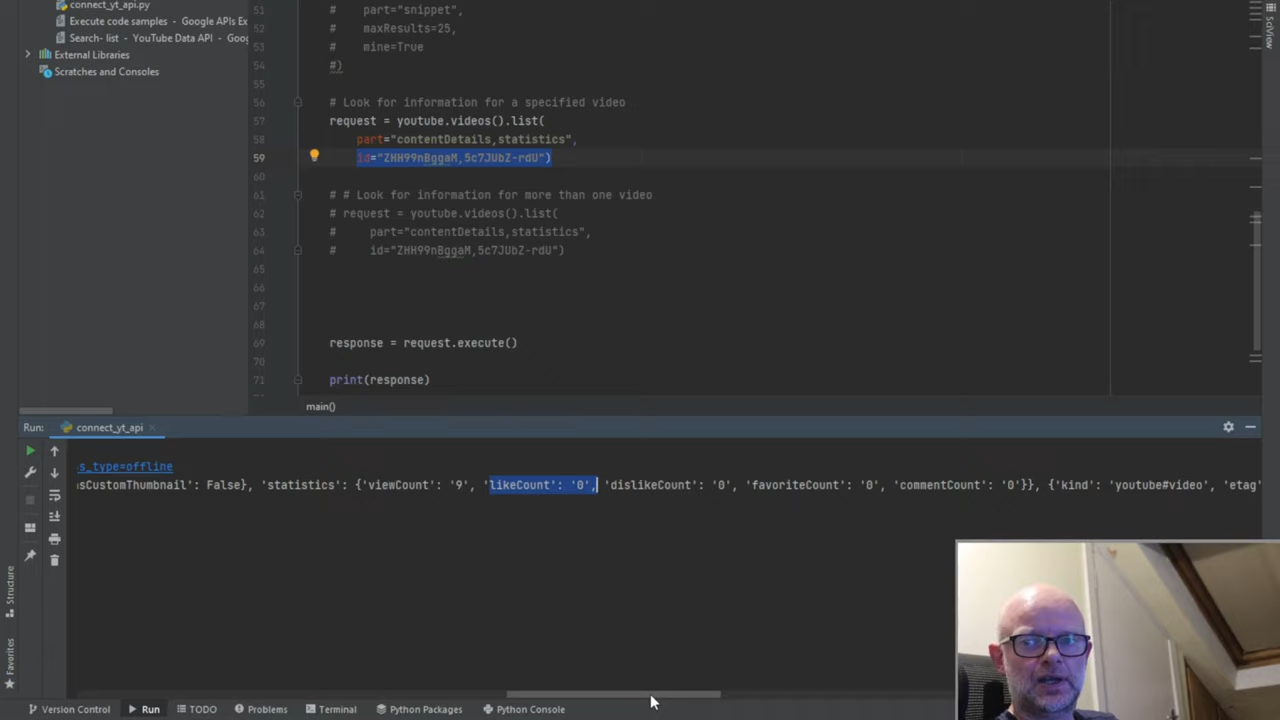 connect_yt_api.py
Execute code samples - Google APIs Ex
Search- list - YouTube Data API - Goog
External Libraries
Scratches and Consoles
51 # part="snippet",
52 # maxResults=25,
53 # mine=True
54 #)
55
56 # Look for information for a specified video
57 request = youtube.videos().list(
58 part="contentDetails,statistics",
59 id="ZHH99nBggaM,5c7JUbZ-rdU")
60
61 # # Look for information for more than one video
62 # request = youtube.videos().list(
63 # part="contentDetails,statistics",
64 # id="ZHH99nBggaM,5c7JUbZ-rdU")
65
66
67
68
69 response = request.execute()
70
71 print(response)
main()
SciView
Run: connect_yt_api
s_type=offline
sCustomThumbnail': False}, 'statistics': {'viewCount': '9', 'likeCount': '0', 'dislikeCount': '0', 'favoriteCount': '0', 'commentCount': '0'}}, {'kind': 'youtube#video', 'etag'
Structure
Favorites
Version Control Run TODO Proble Terminal Python Packages Python Console